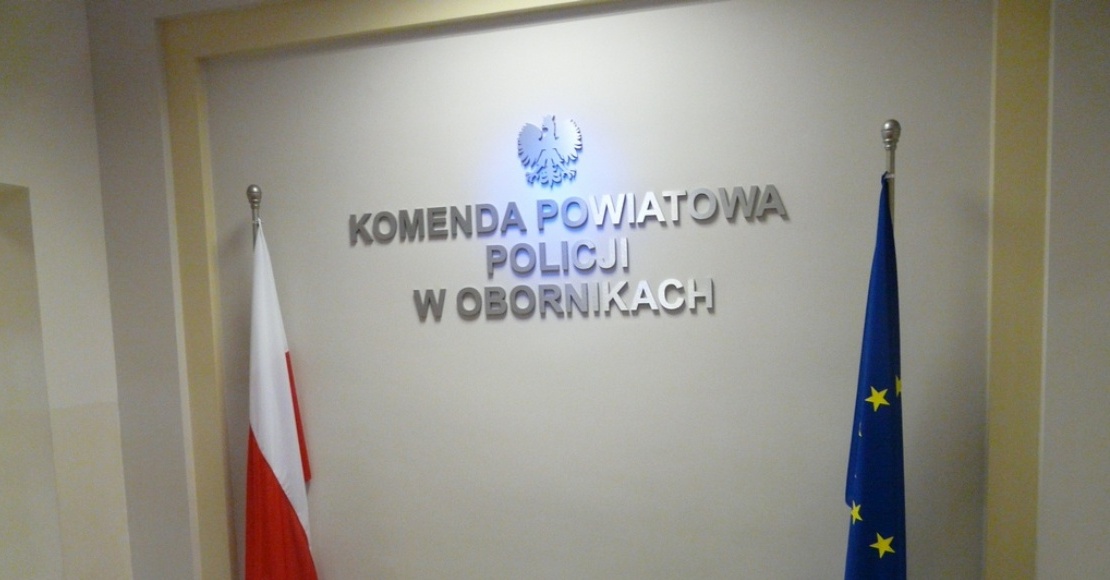 KOMENDA POWIATOWA
POLICJI
W OBORNIKACH